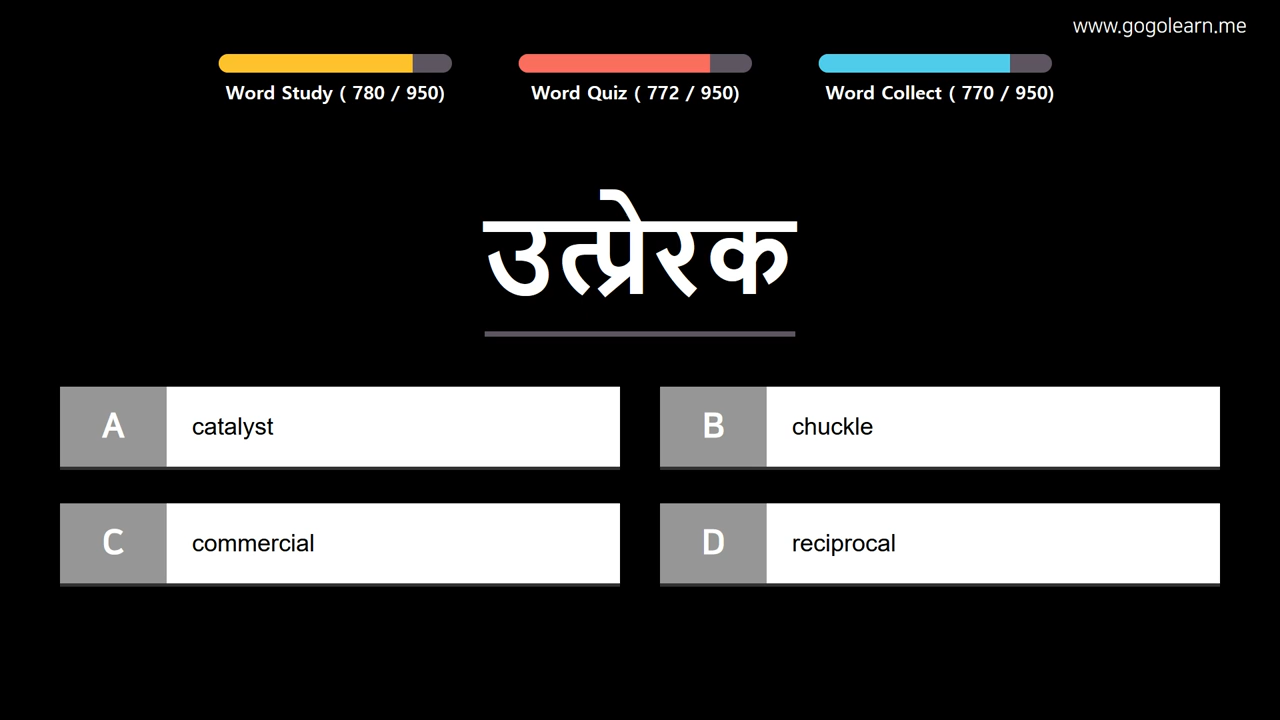 www.gogolearn.me
Word Study ( 780 / 950)
Word Quiz ( 772 / 950)
Word Collect ( 770 / 950)
उत्प्रेरक
A catalyst
B chuckle
C commercial
D reciprocal